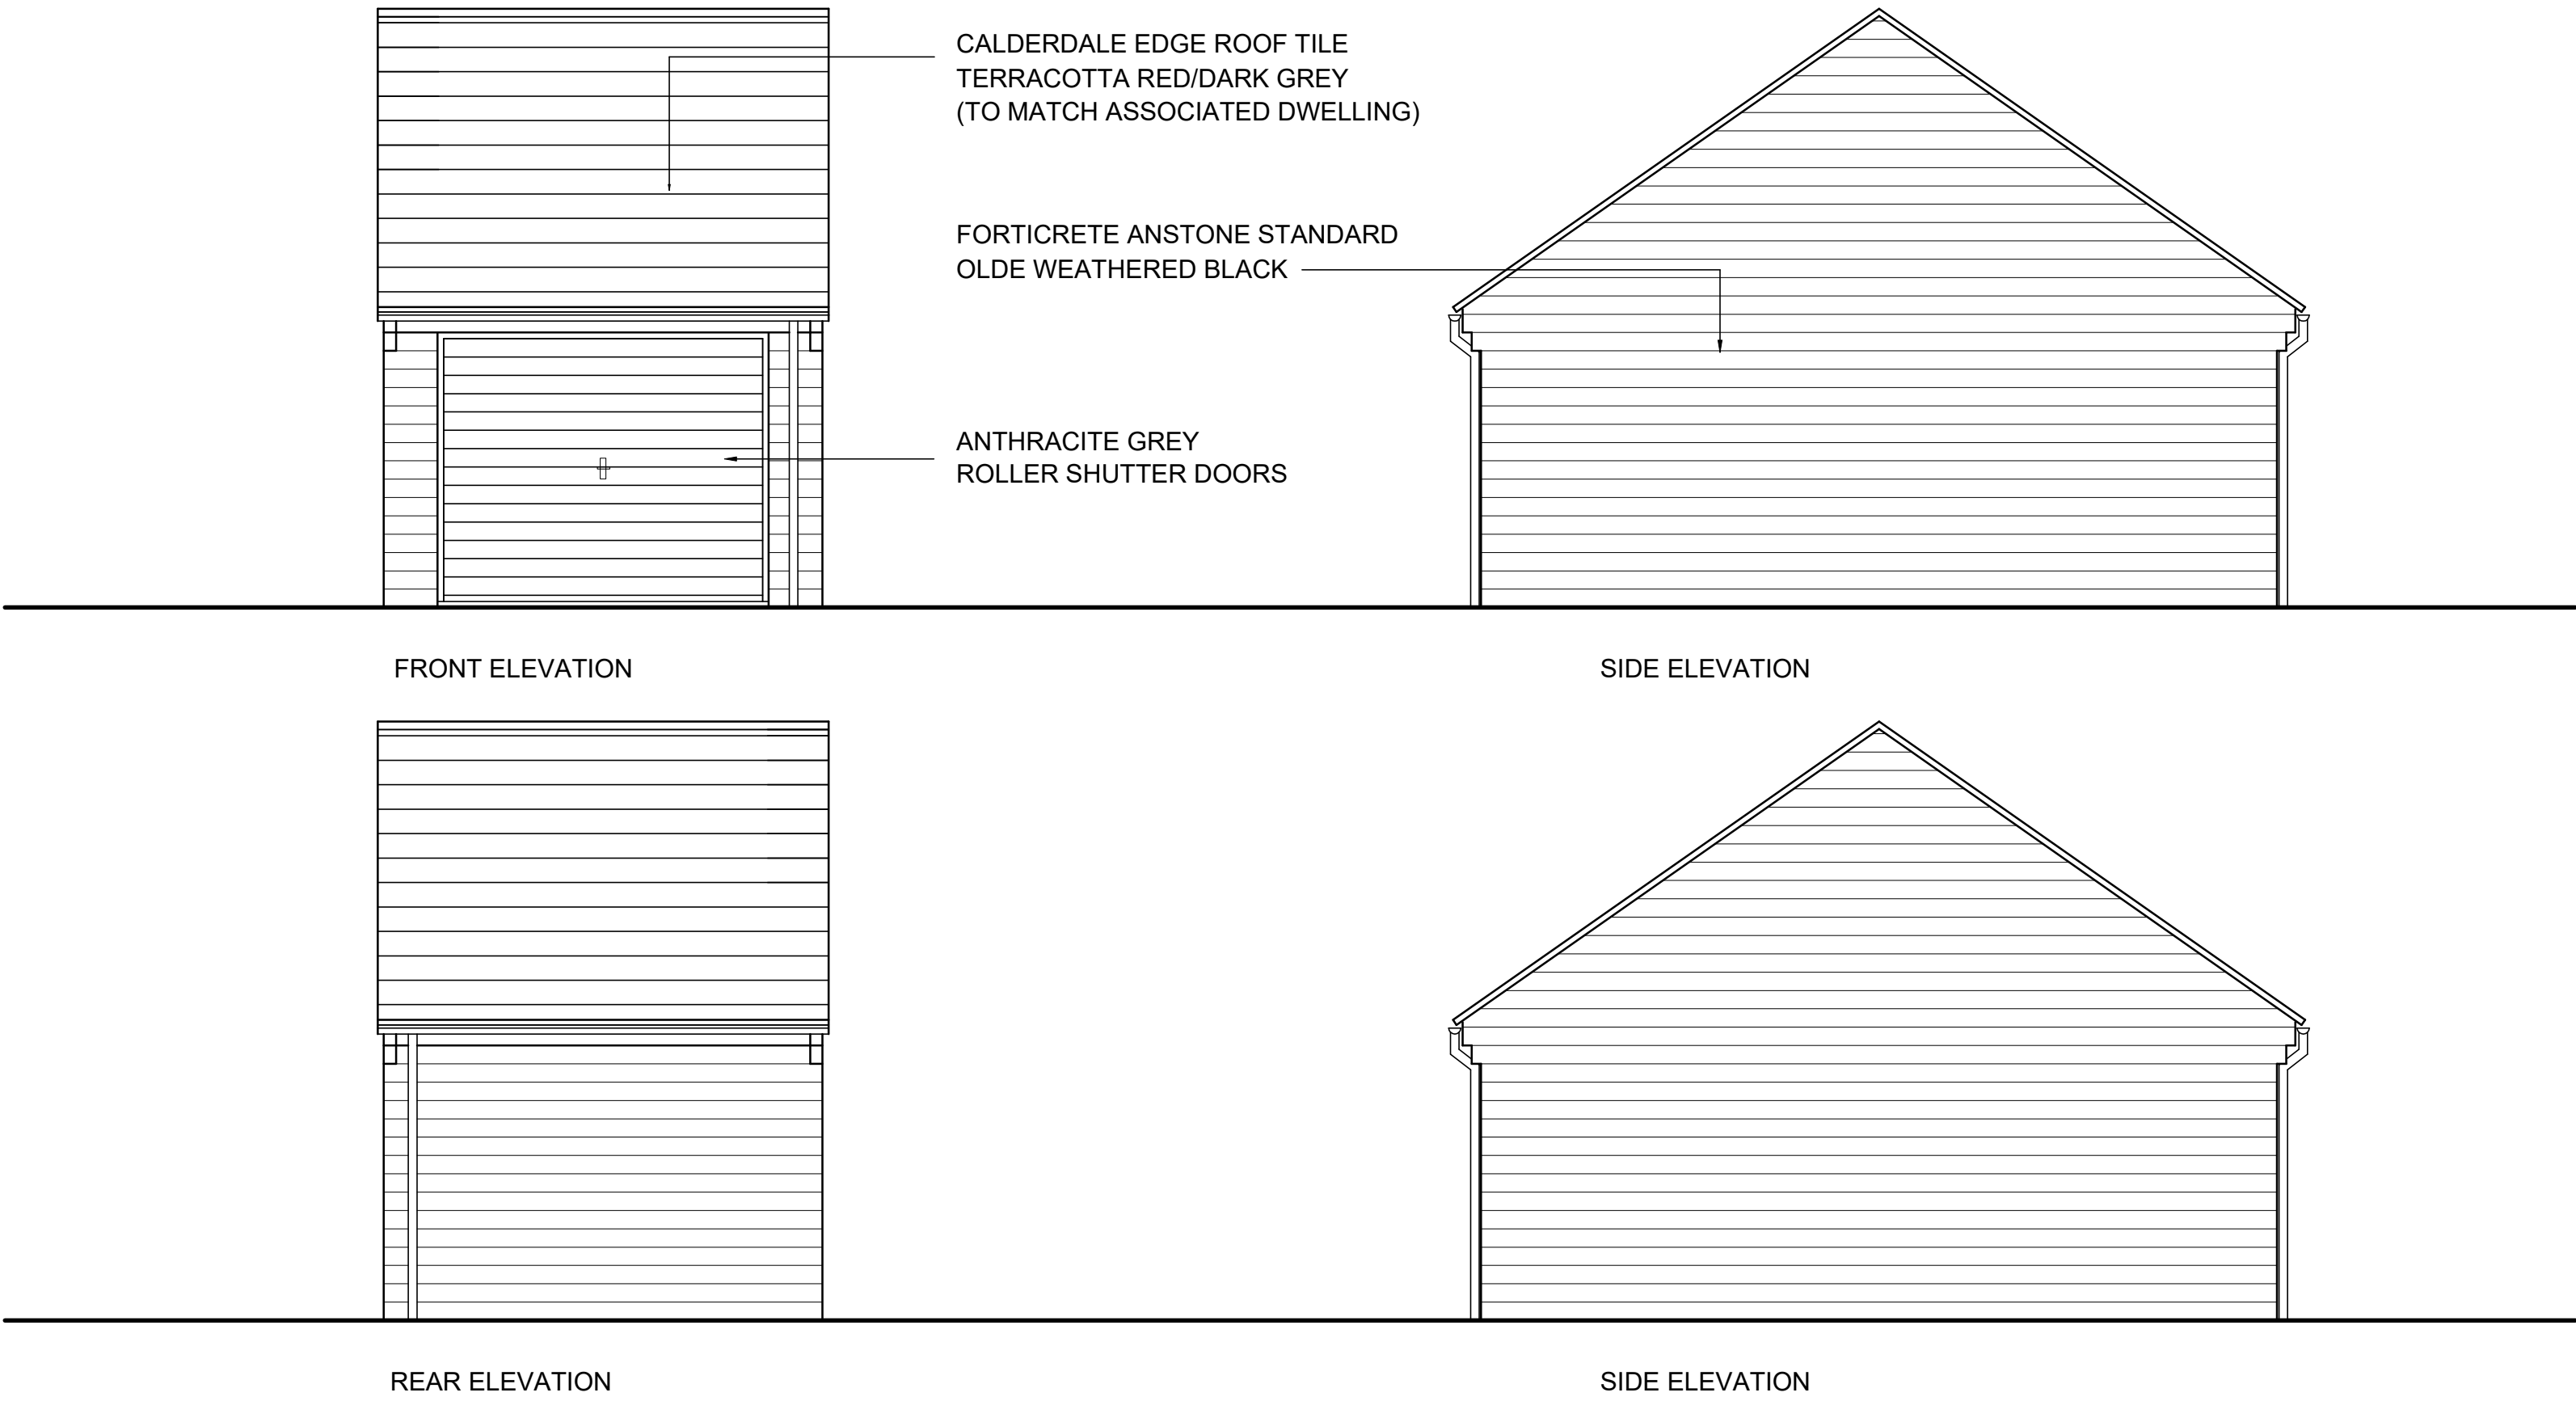 CALDERDALE EDGE ROOF TILE
TERRACOTTA RED/DARK GREY
(TO MATCH ASSOCIATED DWELLING)
FORTICRETE ANSTONE STANDARD
OLDE WEATHERED BLACK
ANTHRACITE GREY
ROLLER SHUTTER DOORS
FRONT ELEVATION
SIDE ELEVATION
REAR ELEVATION
SIDE ELEVATION